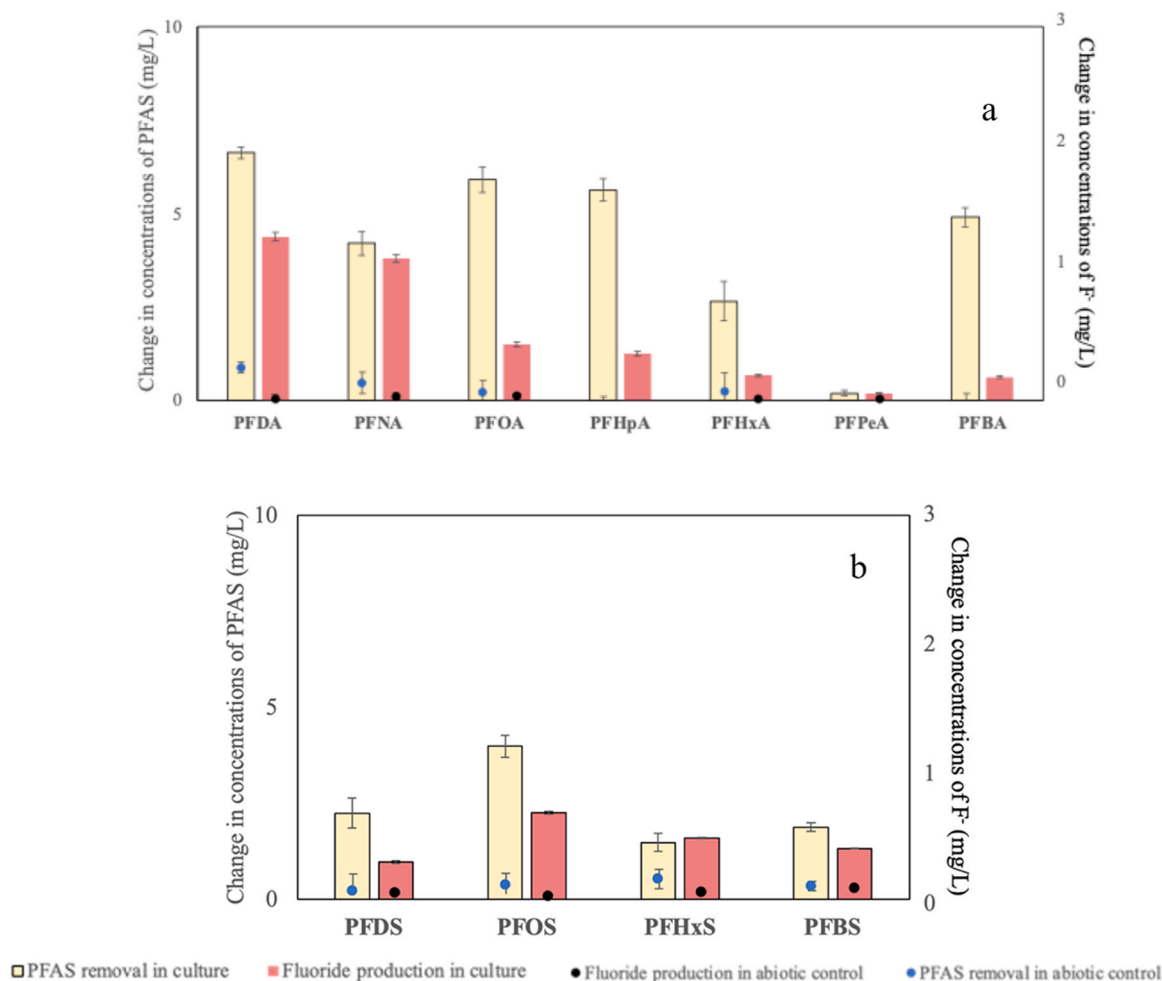 Change in concentrations of PFAS (mg/L)
10
5
0
a
3
2
1
0
Change in concentrations of F⁻ (mg/L)
PFDA PFNA PFOA PFHpA PFHxA PFPeA PFBA
Change in concentrations of PFAS (mg/L)
10
5
0
b
3
2
1
0
Change in concentrations of F⁻ (mg/L)
PFDS PFOS PFHxS PFBS
PFAS removal in culture Fluoride production in culture Fluoride production in abiotic control PFAS removal in abiotic control